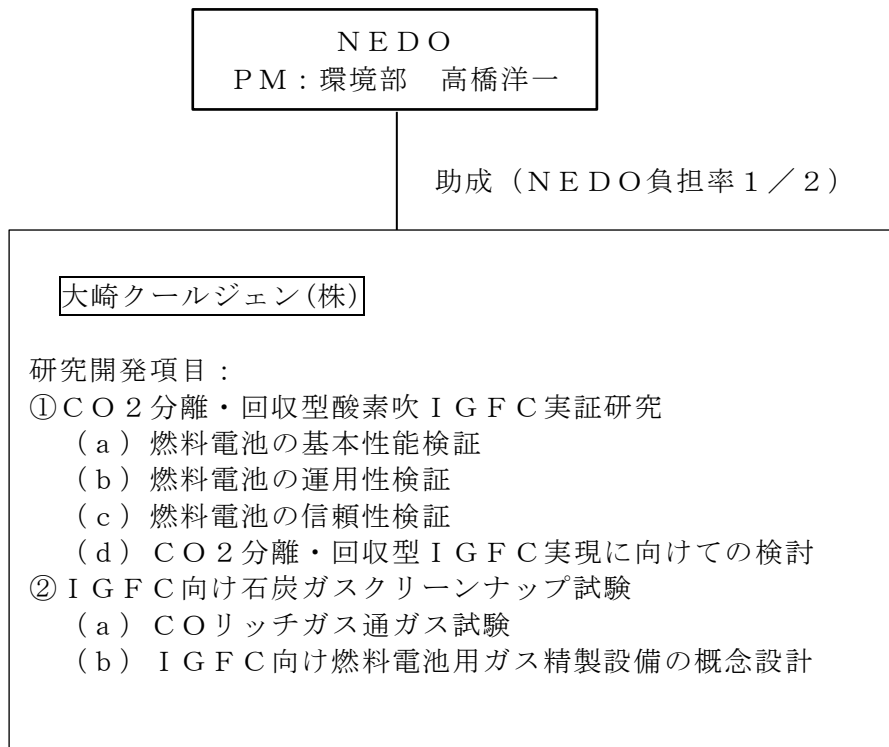 ＮＥＤＯ
ＰＭ：環境部　高橋洋一
助成（ＮＥＤＯ負担率１／２）
大崎クールジェン(株)
研究開発項目：
①ＣＯ２分離・回収型酸素吹ＩＧＦＣ実証研究
（ａ）燃料電池の基本性能検証
（ｂ）燃料電池の運用性検証
（ｃ）燃料電池の信頼性検証
（ｄ）ＣＯ２分離・回収型ＩＧＦＣ実現に向けての検討
②ＩＧＦＣ向け石炭ガスクリーンナップ試験
（ａ）ＣＯリッチガス通ガス試験
（ｂ）ＩＧＦＣ向け燃料電池用ガス精製設備の概念設計